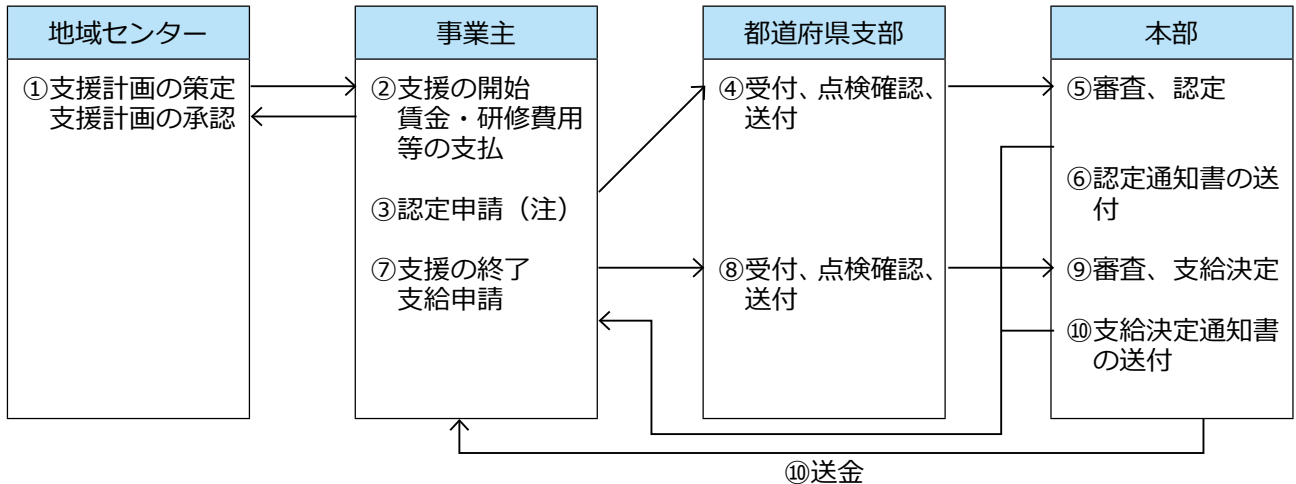 地域センター
①支援計画の策定
支援計画の承認
事業主
②支援の開始
賃金・研修費用
等の支払
③認定申請（注）
⑦支援の終了
支給申請
都道府県支部
④受付、点検確認、
送付
⑧受付、点検確認、
送付
本部
⑤審査、認定
⑥認定通知書の送
付
⑨審査、支給決定
⑩支給決定通知書
の送付
⑩送金